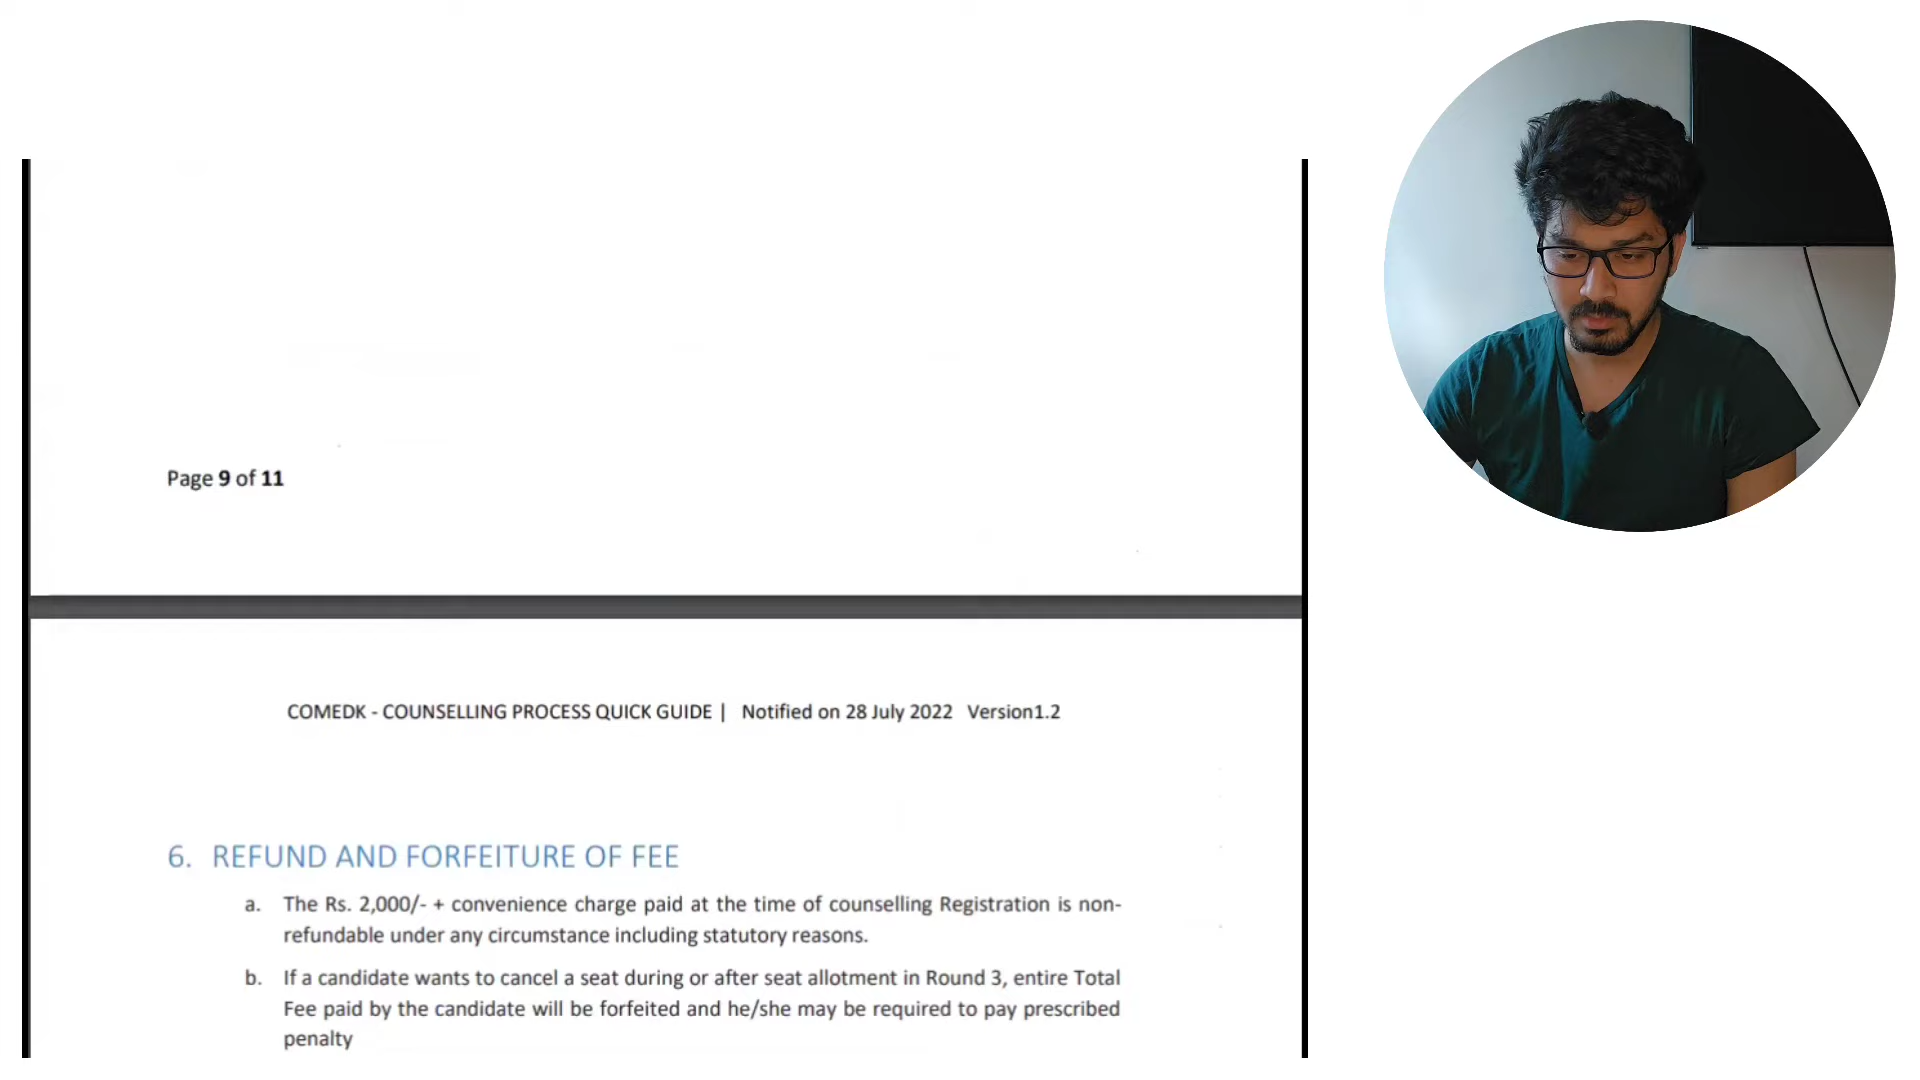 Page 9 of 11
COMEDK - COUNSELLING PROCESS QUICK GUIDE | Notified on 28 July 2022 Version1.2
6. REFUND AND FORFEITURE OF FEE
a. The Rs. 2,000/- + convenience charge paid at the time of counselling Registration is non-
refundable under any circumstance including statutory reasons.
b. If a candidate wants to cancel a seat during or after seat allotment in Round 3, entire Total
Fee paid by the candidate will be forfeited and he/she may be required to pay prescribed
penalty